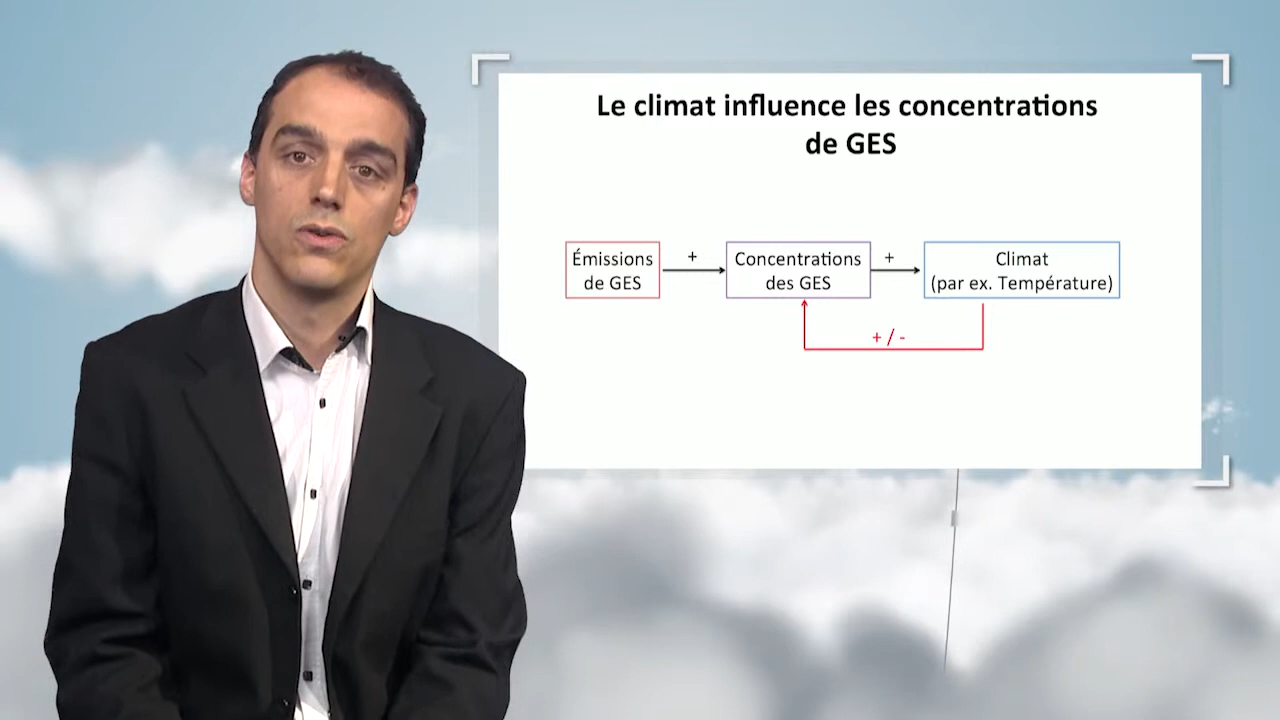 Le climat influence les concentrations
de GES
Émissions
de GES
+
Concentrations
des GES
+
Climat
(par ex. Température)
+ / -